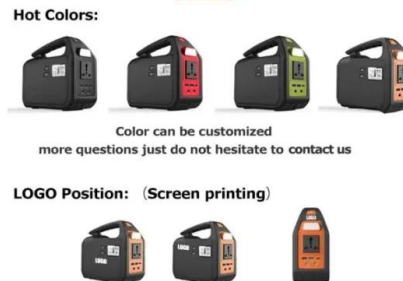 Hot Colors:
Color can be customized
more questions just do not hesitate to contact us
LOGO Position: （Screen printing）
LOGO
LOGO
LOGO